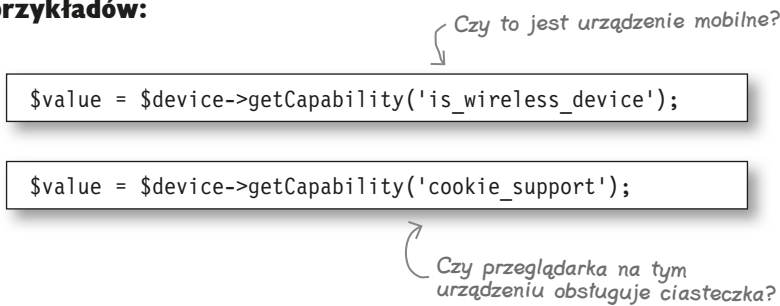 przykładów:
Czy to jest urządzenie mobilne?
$value = $device->getCapability('is_wireless_device');
$value = $device->getCapability('cookie_support');
Czy przeglądarka na tym
urządzeniu obsługuje ciasteczka?